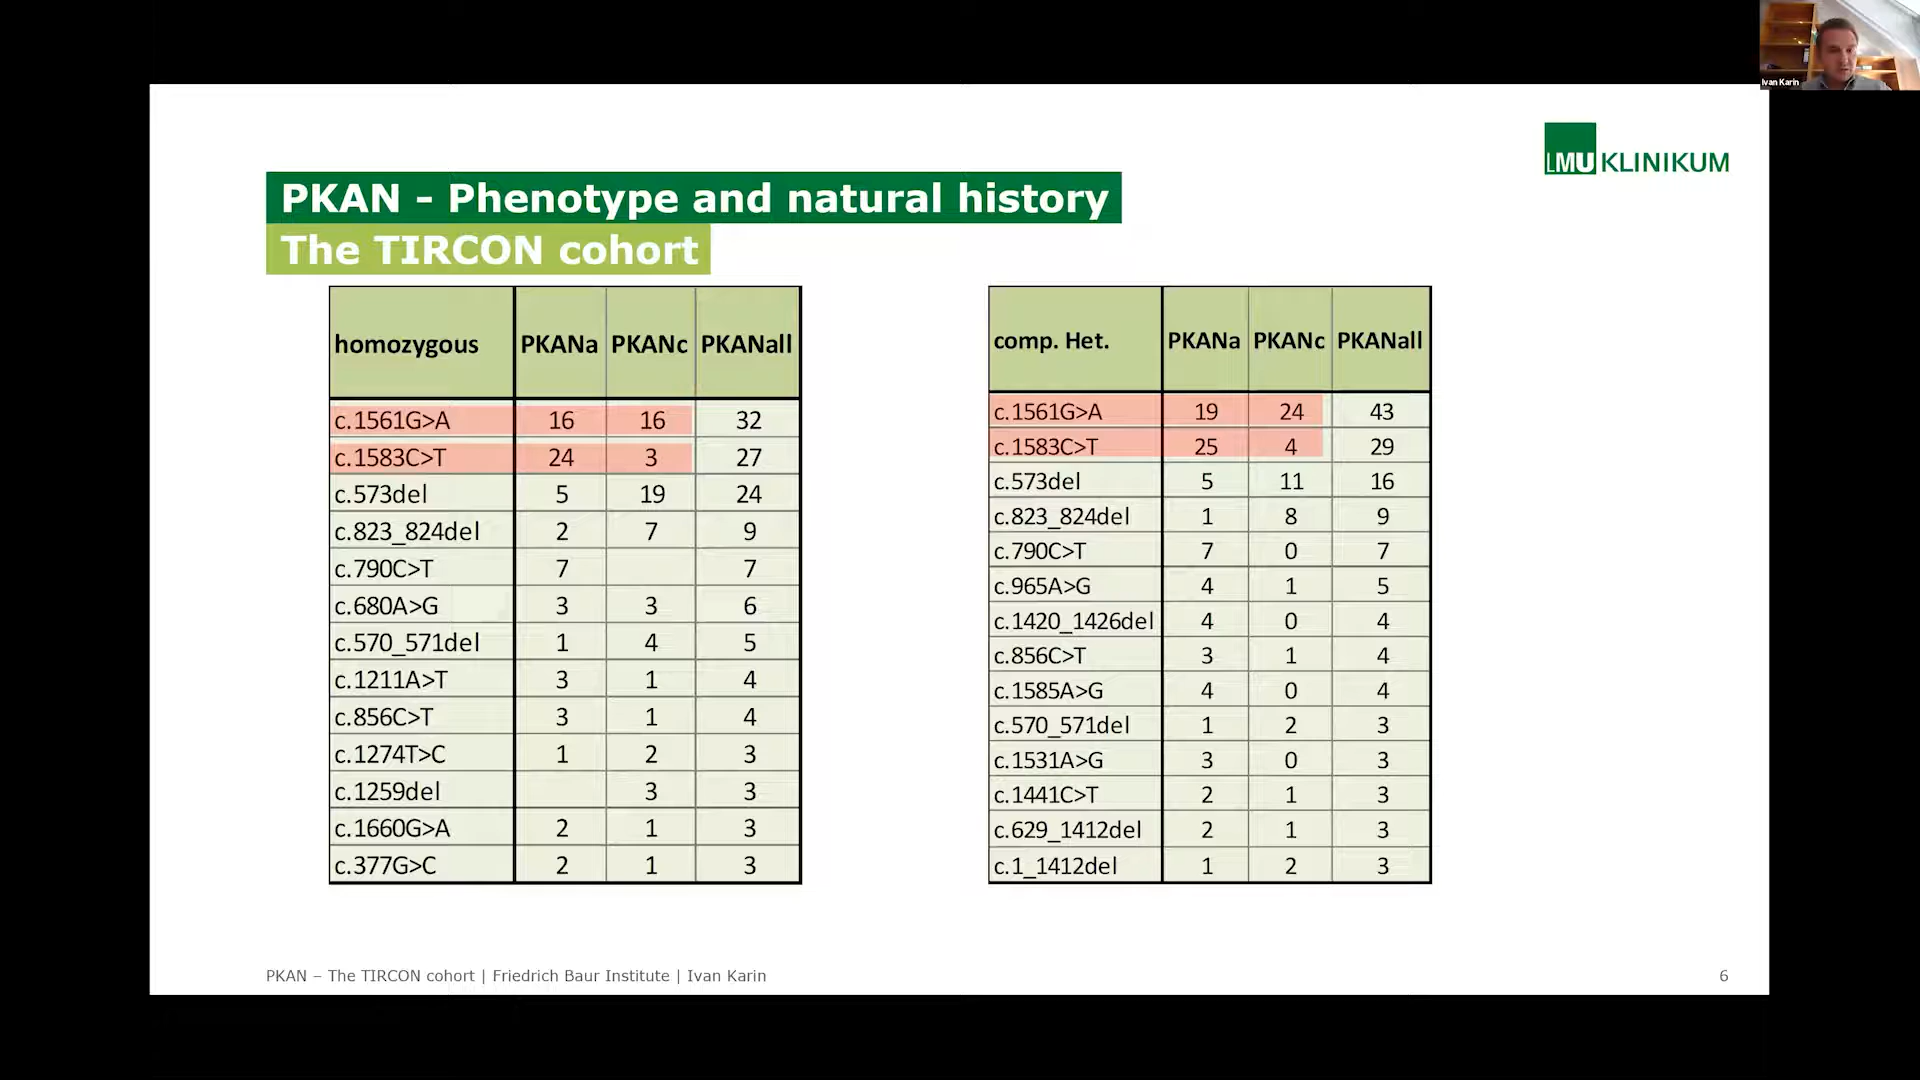 Ivan Karin
LMU KLINIKUM
PKAN - Phenotype and natural history
The TIRCON cohort
homozygous PKANa PKANc PKANall
c.1561G>A 16 16 32
c.1583C>T 24 3 27
c.573del 5 19 24
c.823_824del 2 7 9
c.790C>T 7 7
c.680A>G 3 3 6
c.570_571del 1 4 5
c.1211A>T 3 1 4
c.856C>T 3 1 4
c.1274T>C 1 2 3
c.1259del 3 3
c.1660G>A 2 1 3
c.377G>C 2 1 3
comp. Het. PKANa PKANc PKANall
c.1561G>A 19 24 43
c.1583C>T 25 4 29
c.573del 5 11 16
c.823_824del 1 8 9
c.790C>T 7 0 7
c.965A>G 4 1 5
c.1420_1426del 4 0 4
c.856C>T 3 1 4
c.1585A>G 4 0 4
c.570_571del 1 2 3
c.1531A>G 3 0 3
c.1441C>T 2 1 3
c.629_1412del 2 1 3
c.1_1412del 1 2 3
PKAN – The TIRCON cohort | Friedrich Baur Institute | Ivan Karin
6